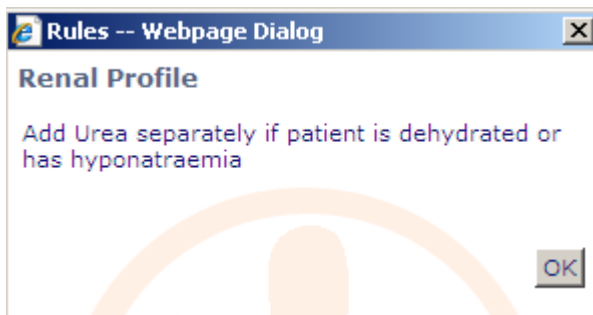 Rules -- Webpage Dialog
Renal Profile
Add Urea separately if patient is dehydrated or
has hyponatraemia
OK